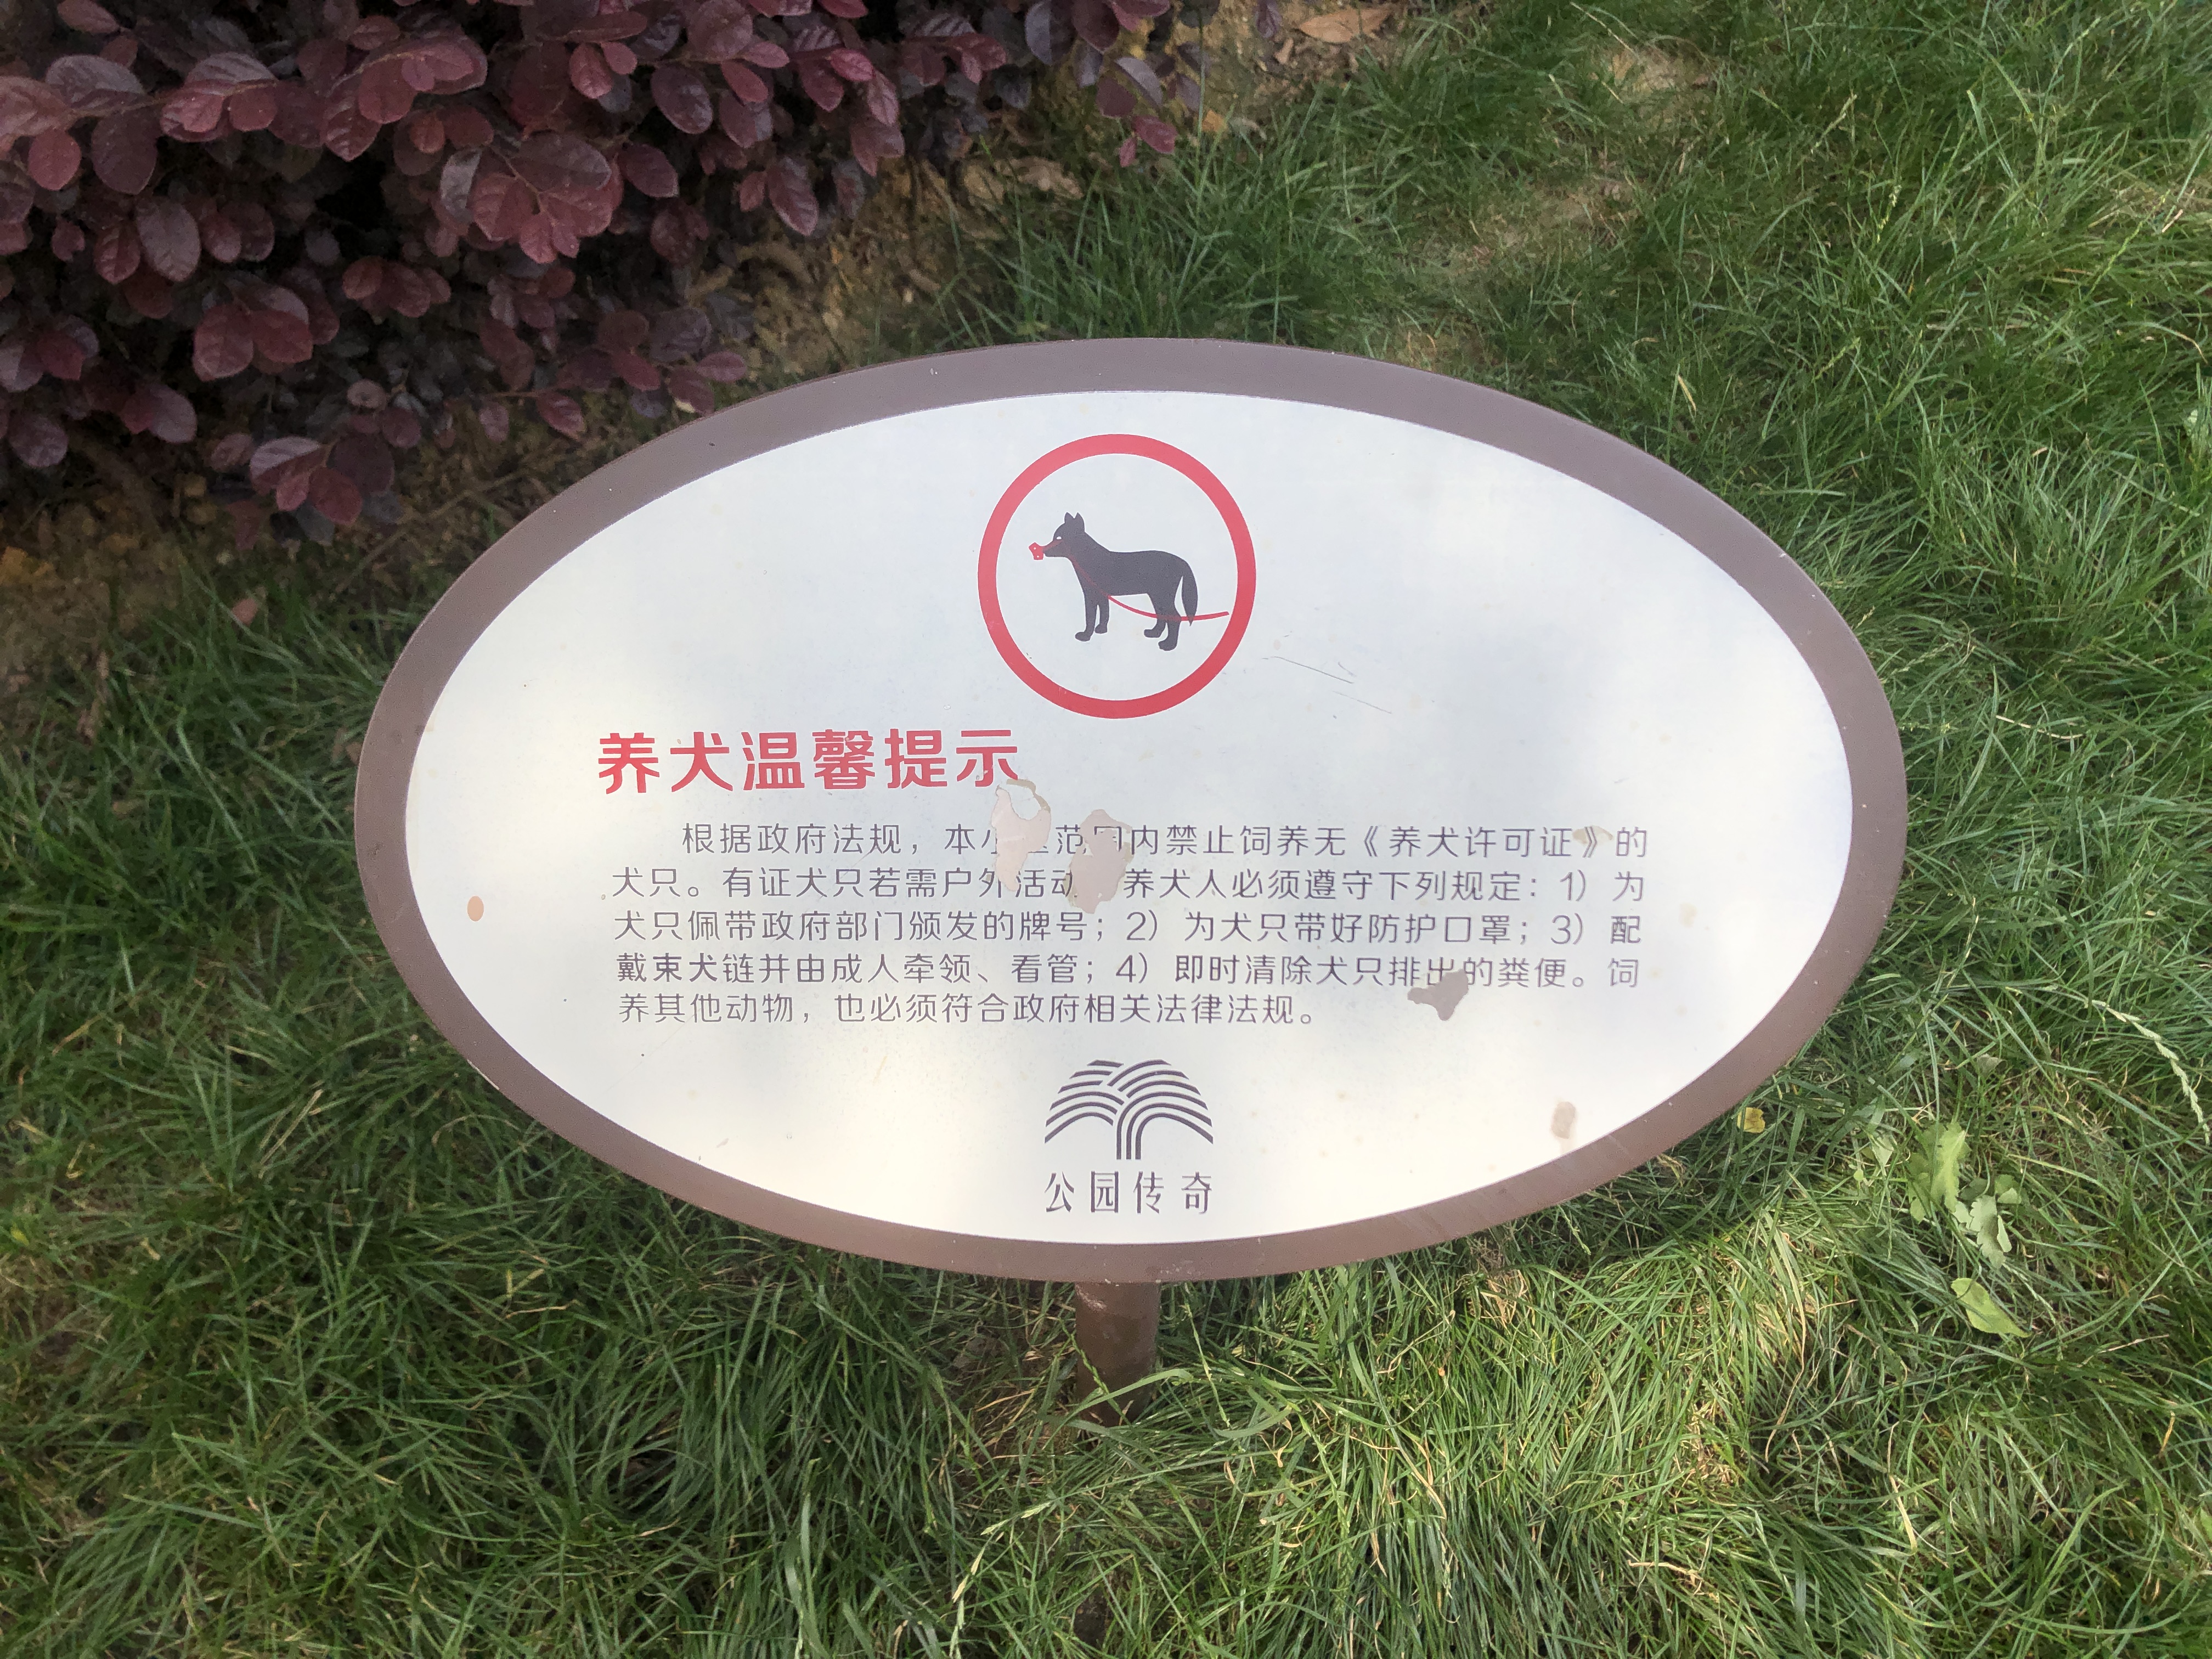 养犬温馨提示
根据政府法规，本小区范围内禁止饲养无《养犬许可证》的
犬只。有证犬只若需户外活动 养犬人必须遵守下列规定：1）为
犬只佩带政府部门颁发的牌号；2）为犬只带好防护口罩；3）配
戴束犬链并由成人牵领、看管；4）即时清除犬只排出的粪便。饲
养其他动物，也必须符合政府相关法律法规。
公园传奇